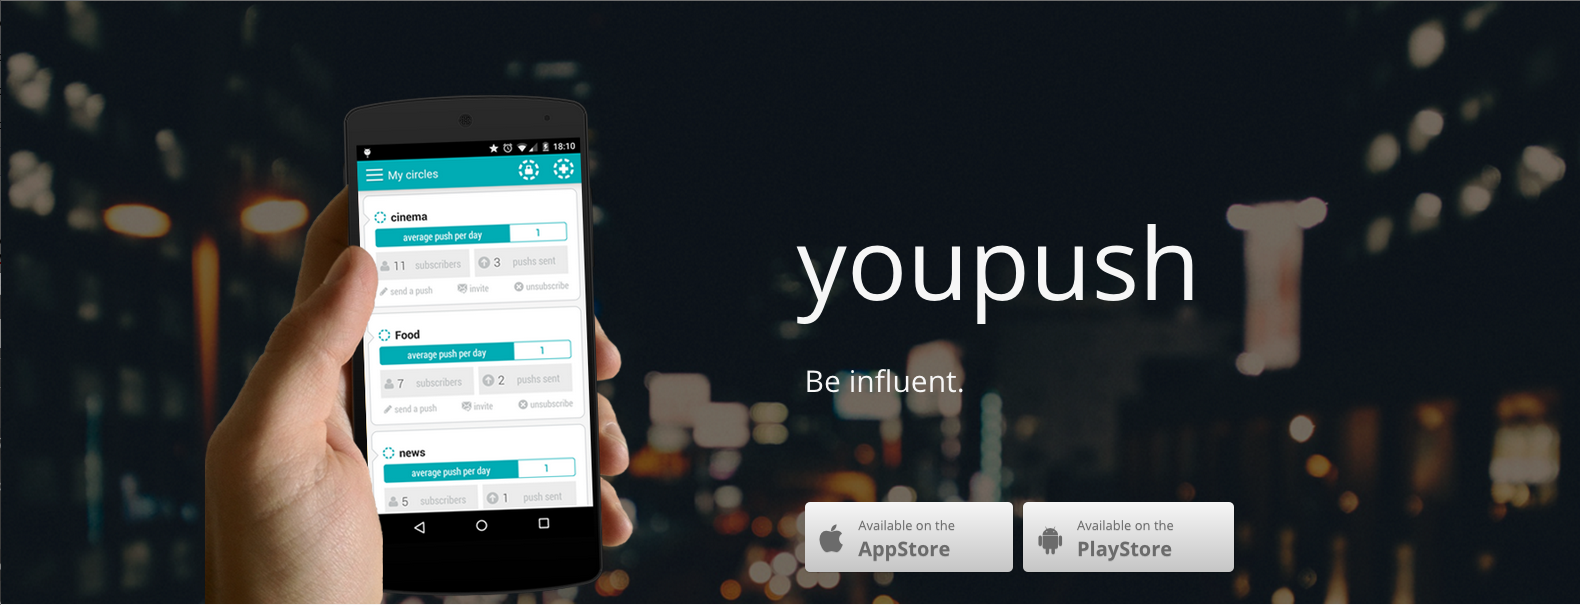 18:10
My circles
cinema
average push per day 1
11 subscribers 3 pushs sent
send a push invite unsubscribe
Food
average push per day 1
7 subscribers 2 pushs sent
send a push invite unsubscribe
news
average push per day 1
5 subscribers 1 push sent
youpush
Be influent.
Available on the
AppStore
Available on the
PlayStore